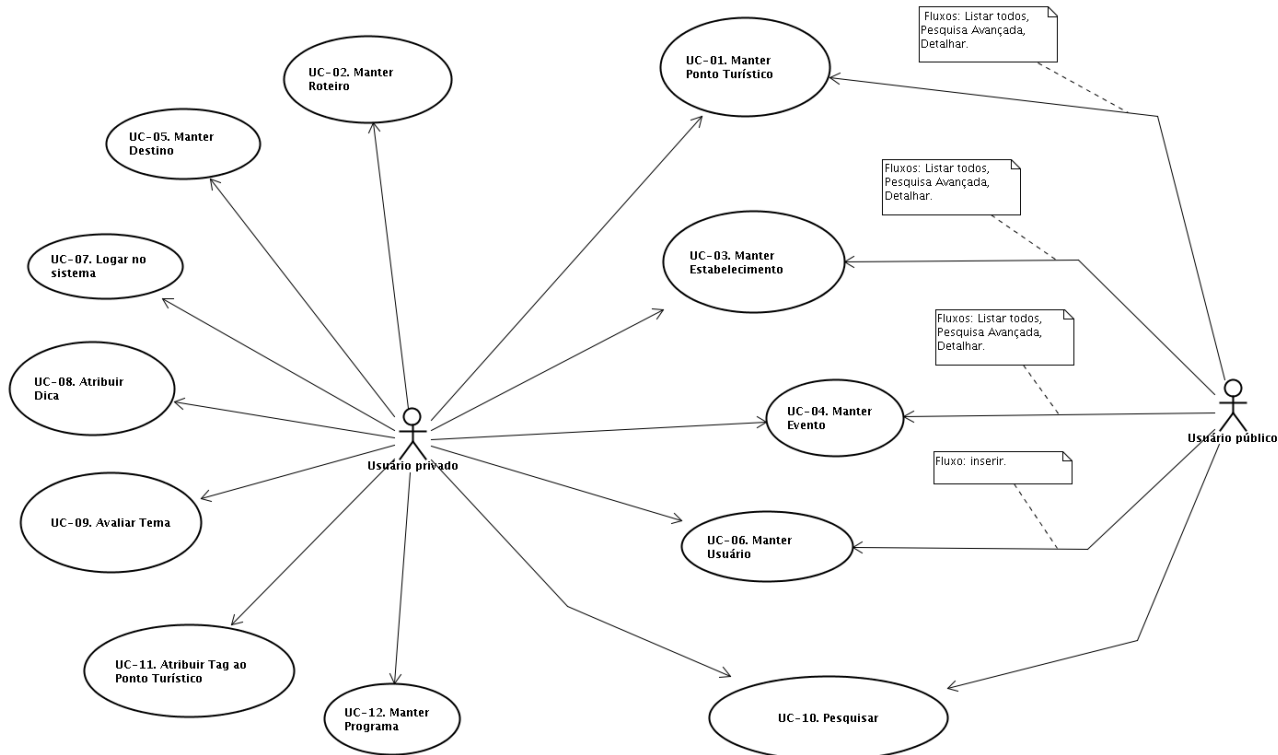 Fluxos: Listar todos,
Pesquisa Avançada,
Detalhar.
UC-02. Manter
Roteiro
UC-01. Manter
Ponto Turístico
UC-05. Manter
Destino
Fluxos: Listar todos,
Pesquisa Avançada,
Detalhar.
UC-07. Logar no
sistema
UC-03. Manter
Estabelecimento
Fluxos: Listar todos,
Pesquisa Avançada,
Detalhar.
UC-08. Atribuir
Dica
UC-04. Manter
Evento
Usuário público
Usuário privado
Fluxo: inserir.
UC-09. Avaliar Tema
UC-06. Manter
Usuário
UC-11. Atribuir Tag ao
Ponto Turístico
UC-12. Manter
Programa
UC-10. Pesquisar